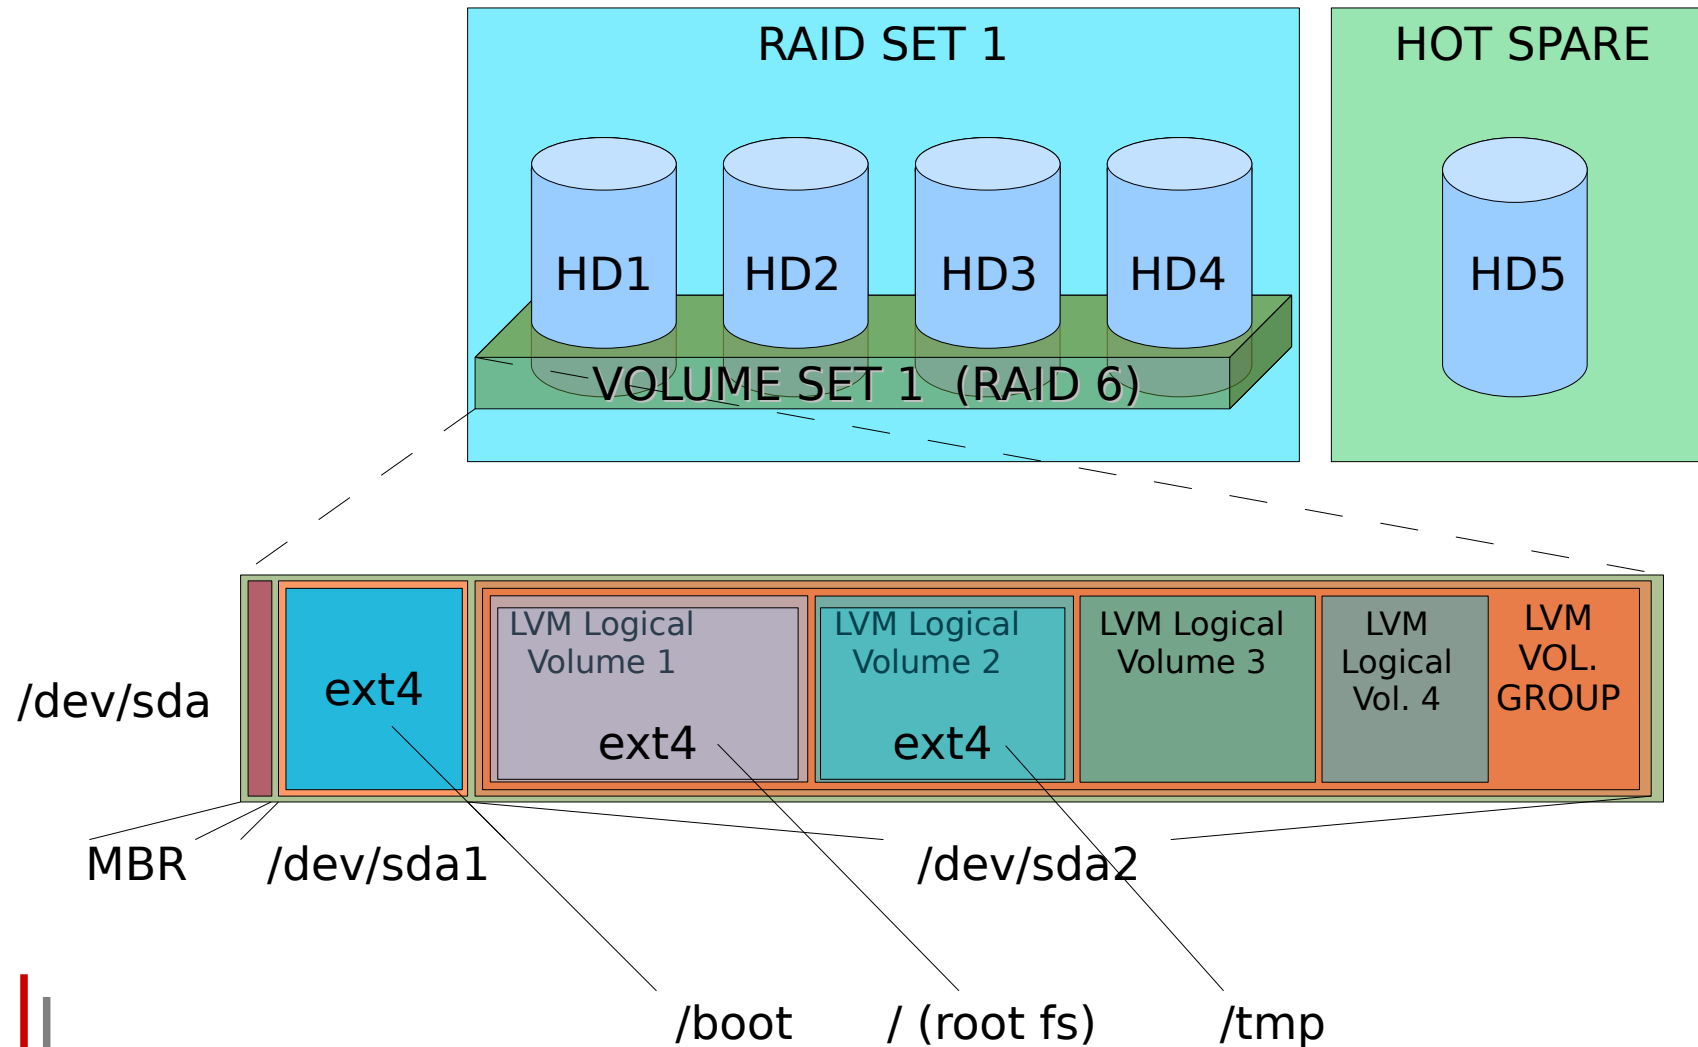 RAID SET 1
HOT SPARE
HD1
HD2
HD3
HD4
HD5
VOLUME SET 1 (RAID 6)
/dev/sda
ext4
LVM Logical
Volume 1
ext4
LVM Logical
Volume 2
ext4
LVM Logical
Volume 3
LVM
Logical
Vol. 4
LVM
VOL.
GROUP
MBR
/dev/sda1
/dev/sda2
/boot
/ (root fs)
/tmp